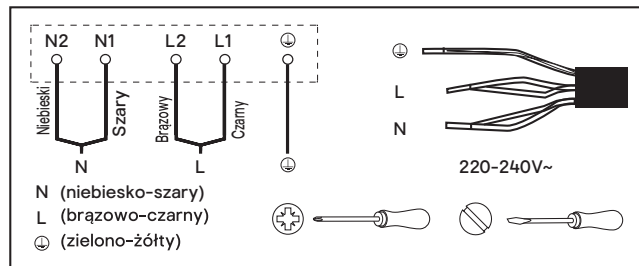 N2 N1 L2 L1
Niebieski
Szary
Brązowy
Czarny
N
L
N (niebiesko-szary)
L (brązowo-czarny)
(zielono-żółty)
L
N
220-240V~